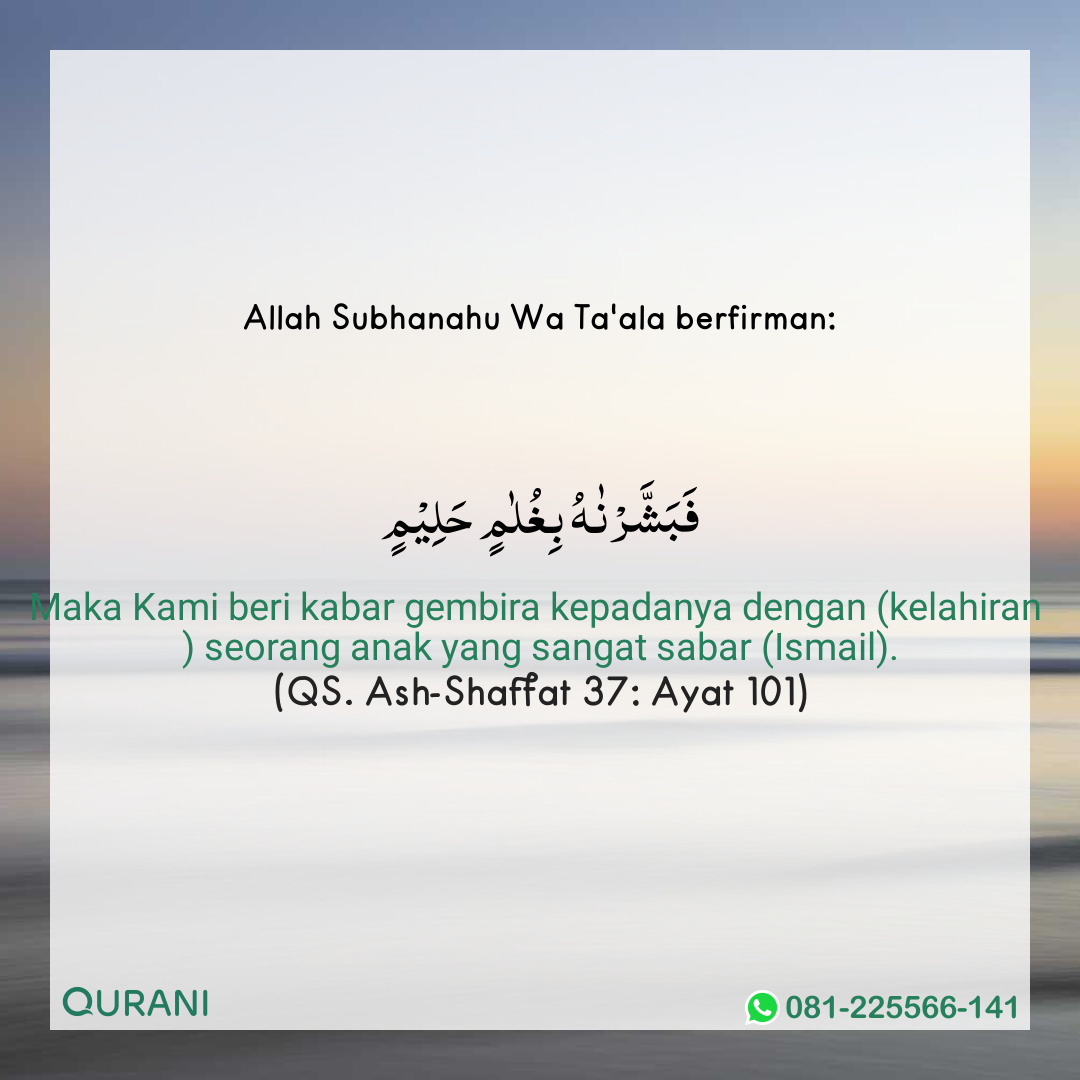 Allah Subhanahu Wa Ta'ala berfirman:
فَبَشَّرْنٰهُ بِغُلٰمٍ حَلِيْمٍ
Maka Kami beri kabar gembira kepadanya dengan (kelahiran
) seorang anak yang sangat sabar (Ismail).
(QS. Ash-Shaffat 37: Ayat 101)
QURANI
081-225566-141